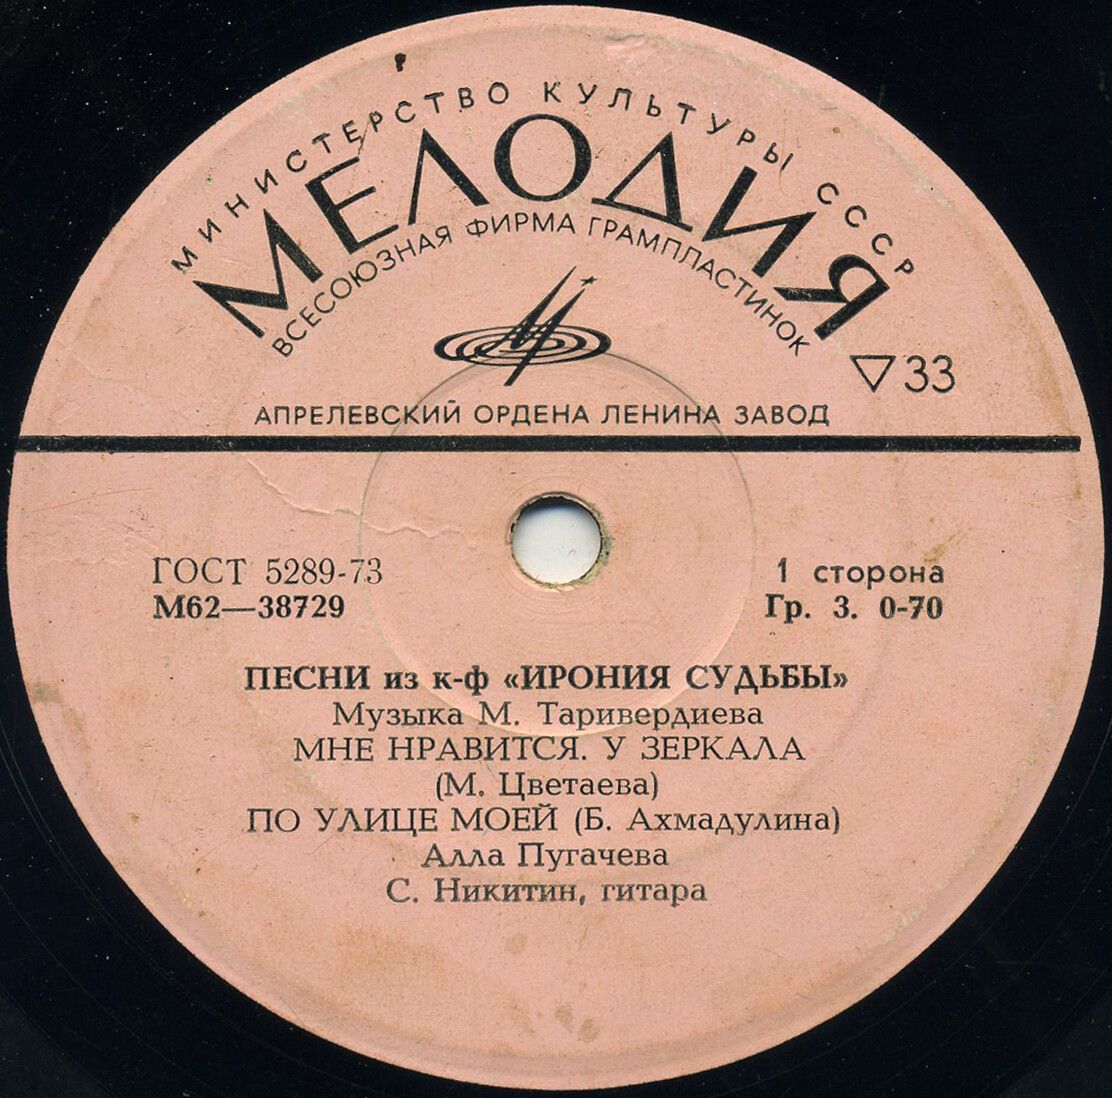 МИНИСТЕРСТВО КУЛЬТУРЫ СССР
МЕЛОДИЯ
ВСЕСОЮЗНАЯ ФИРМА ГРАМПЛАСТИНОК
▽33
АПРЕЛЕВСКИЙ ОРДЕНА ЛЕНИНА ЗАВОД
ГОСТ 5289-73
М62—38729
1 сторона
Гр. 3. 0-70
ПЕСНИ из к-ф «ИРОНИЯ СУДЬБЫ»
Музыка М. Таривердиева
МНЕ НРАВИТСЯ. У ЗЕРКАЛА
(М. Цветаева)
ПО УЛИЦЕ МОЕЙ (Б. Ахмадулина)
Алла Пугачева
С. Никитин, гитара